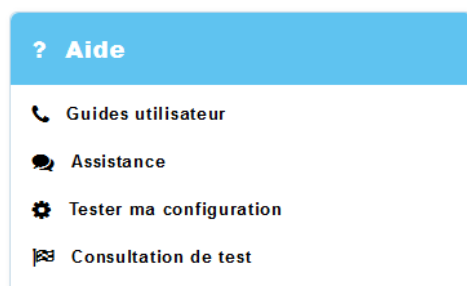 ? Aide
Guides utilisateur
Assistance
Tester ma configuration
Consultation de test